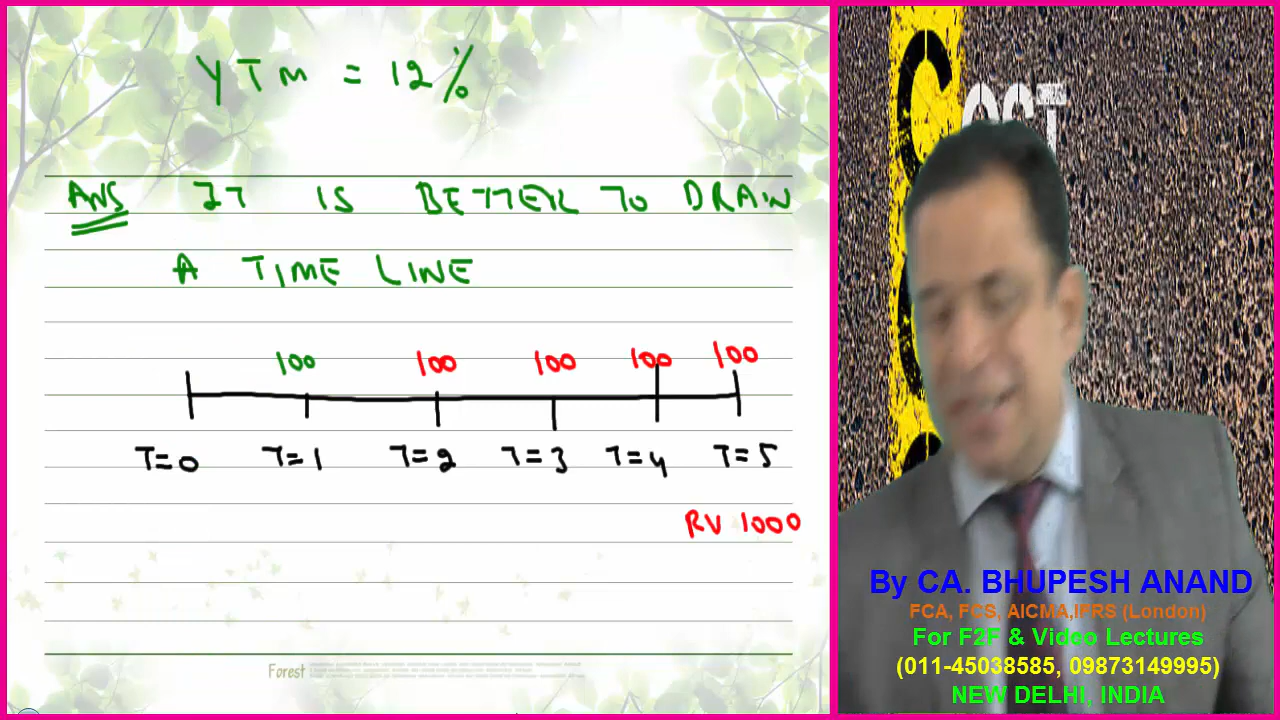 YTM = 12%
ANS IT IS BETTER TO DRAW
A TIME LINE
100 100 100 100 100
T=0 T=1 T=2 T=3 T=4 T=5
RV 1000
Forest
By CA. BHUPESH ANAND
FCA, FCS, AICMA,IFRS (London)
For F2F & Video Lectures
(011-45038585, 09873149995)
NEW DELHI, INDIA